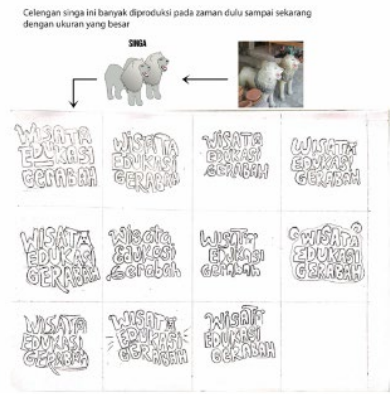 Celengan singa ini banyak diproduksi pada zaman dulu sampai sekarang
dengan ukuran yang besar
SINGA
WISATA
EDUKASI
GERABAH
WISATA
EDUKASI
GERABAH
WISATA
EDUKASI
GERABAH
WISATA
EDUKASI
GERABAH
WISATA
EDUKASI
GERABAH
Wisata
Edukasi
Gerabah
WISATA
EDUKASI
GERABAH
WISATA
EDUKASI
GERABAH
WISATA
EDUKASI
GERABAH
WISATA
EDUKASI
GERABAH
WISATA
EDUKASI
GERABAH